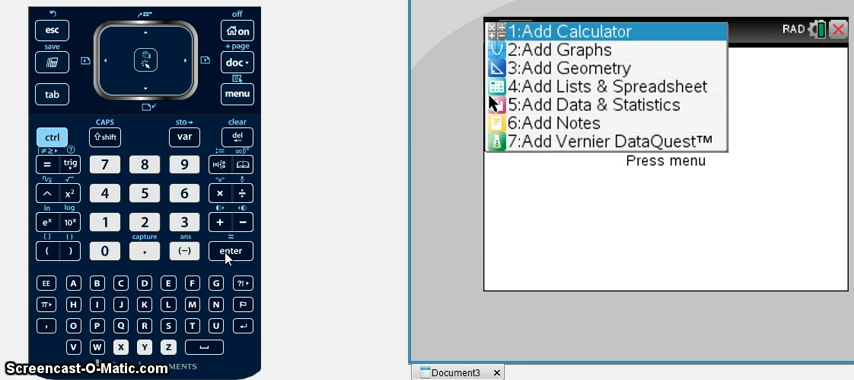 off
esc
on
save
+ page
doc
tab
menu
CAPS
sto→
clear
ctrl
shift
var
del
=
trig
7
8
9
^
x²
4
5
6
×
÷
ln
log
eˣ
10ˣ
1
2
3
+
−
capture
ans
≈
(
)
0
.
(−)
enter
EE
A
B
C
D
E
F
G
?!▸
π▸
H
I
J
K
L
M
N
,
O
P
Q
R
S
T
U
V
W
X
Y
Z
Screencast-O-Matic.com
1:Add Calculator
2:Add Graphs
3:Add Geometry
4:Add Lists & Spreadsheet
5:Add Data & Statistics
6:Add Notes
7:Add Vernier DataQuest™
RAD
Press menu
Document3